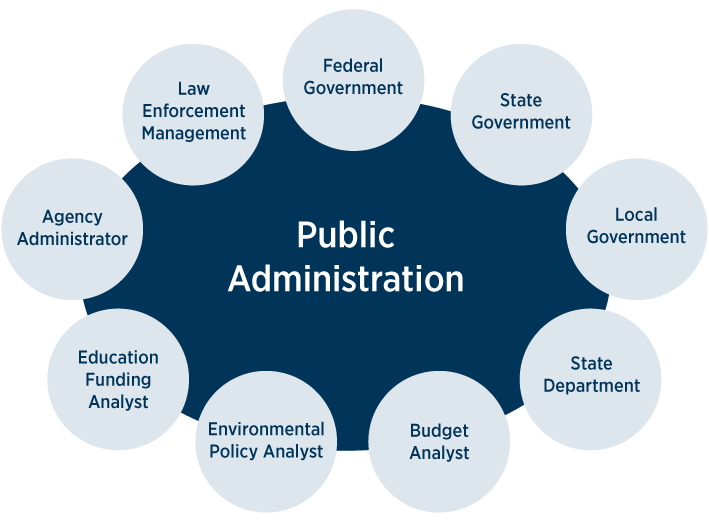 Federal
Government
State
Government
Local
Government
State
Department
Budget
Analyst
Environmental
Policy Analyst
Education
Funding
Analyst
Agency
Administrator
Law
Enforcement
Management
Public
Administration